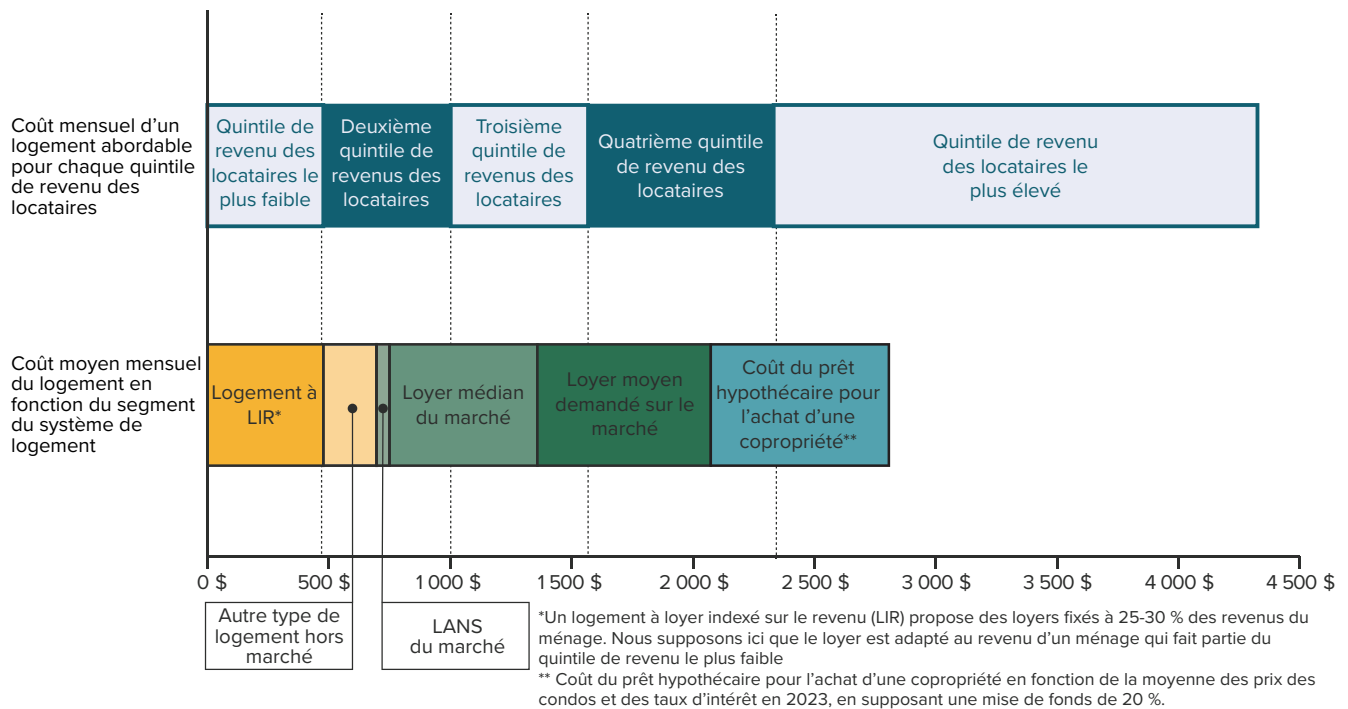 Coût mensuel d’un
logement abordable
pour chaque quintile
de revenu des
locataires
Quintile de
revenu des
locataires le
plus faible
Deuxième
quintile de
revenus des
locataires
Troisième
quintile de
revenus des
locataires
Quatrième quintile
de revenu des
locataires
Quintile de revenu
des locataires le
plus élevé
Coût moyen mensuel
du logement en
fonction du segment
du système de
logement
Logement à
LIR*
Loyer médian
du marché
Loyer moyen
demandé sur le
marché
Coût du prêt
hypothécaire pour
l’achat d’une
copropriété**
0 $
500 $
1 000 $
1 500 $
2 000 $
2 500 $
3 000 $
3 500 $
4 000 $
4 500 $
Autre type de
logement hors
marché
LANS
du marché
*Un logement à loyer indexé sur le revenu (LIR) propose des loyers fixés à 25-30 % des revenus du
ménage. Nous supposons ici que le loyer est adapté au revenu d’un ménage qui fait partie du
quintile de revenu le plus faible
** Coût du prêt hypothécaire pour l’achat d’une copropriété en fonction de la moyenne des prix des
condos et des taux d’intérêt en 2023, en supposant une mise de fonds de 20 %.